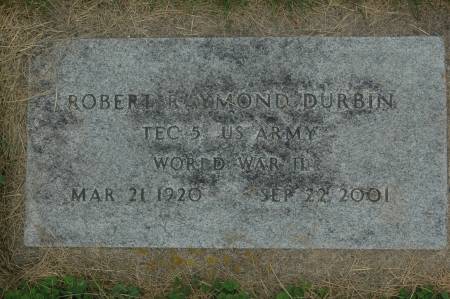 ROBERT RAYMOND DURBIN
TEC 5 US ARMY
WORLD WAR II
MAR 21 1920 SEP 22 2001